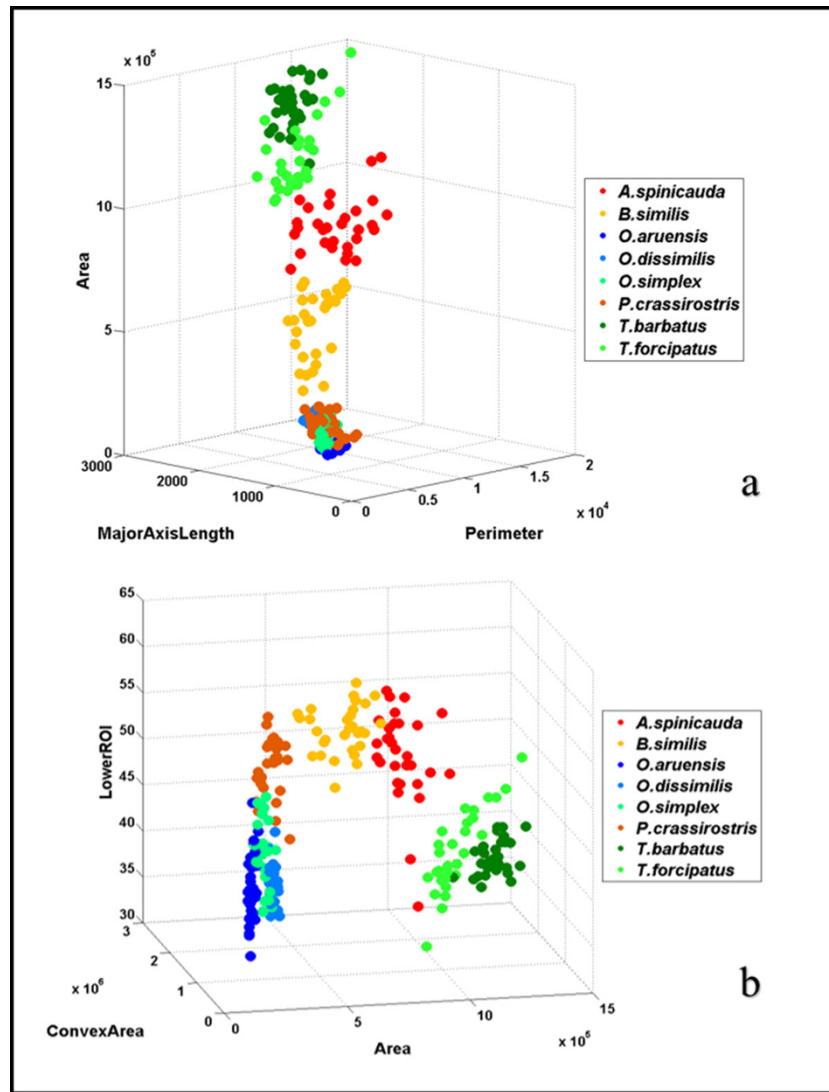 x 10^5
15
10
5
0
Area
3000
2000
1000
0
MajorAxisLength
0
0.5
1
1.5
2
x 10^4
Perimeter
A.spinicauda
B.similis
O.aruensis
O.dissimilis
O.simplex
P.crassirostris
T.barbatus
T.forcipatus
a
65
60
55
50
45
40
35
30
LowerROI
3
2
1
0
x 10^6
ConvexArea
0
5
10
15
x 10^5
Area
A.spinicauda
B.similis
O.aruensis
O.dissimilis
O.simplex
P.crassirostris
T.barbatus
T.forcipatus
b